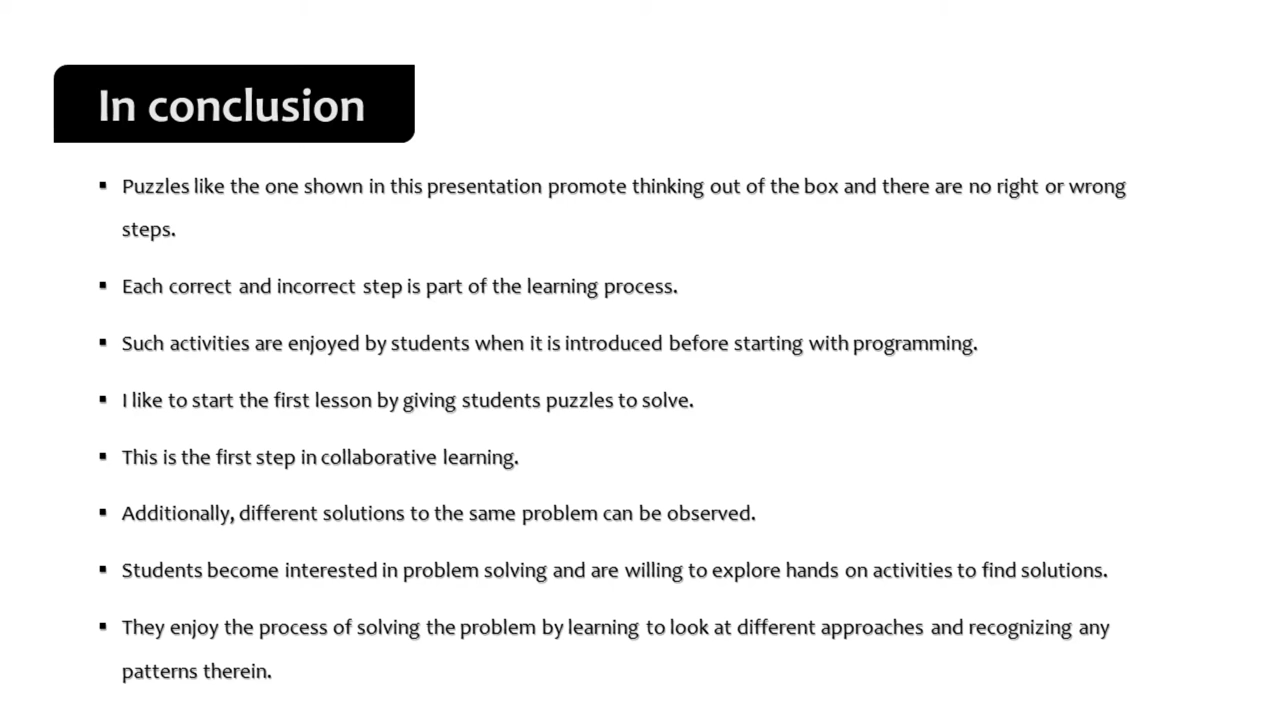 In conclusion
▪ Puzzles like the one shown in this presentation promote thinking out of the box and there are no right or wrong
steps.
▪ Each correct and incorrect step is part of the learning process.
▪ Such activities are enjoyed by students when it is introduced before starting with programming.
▪ I like to start the first lesson by giving students puzzles to solve.
▪ This is the first step in collaborative learning.
▪ Additionally, different solutions to the same problem can be observed.
▪ Students become interested in problem solving and are willing to explore hands on activities to find solutions.
▪ They enjoy the process of solving the problem by learning to look at different approaches and recognizing any
patterns therein.